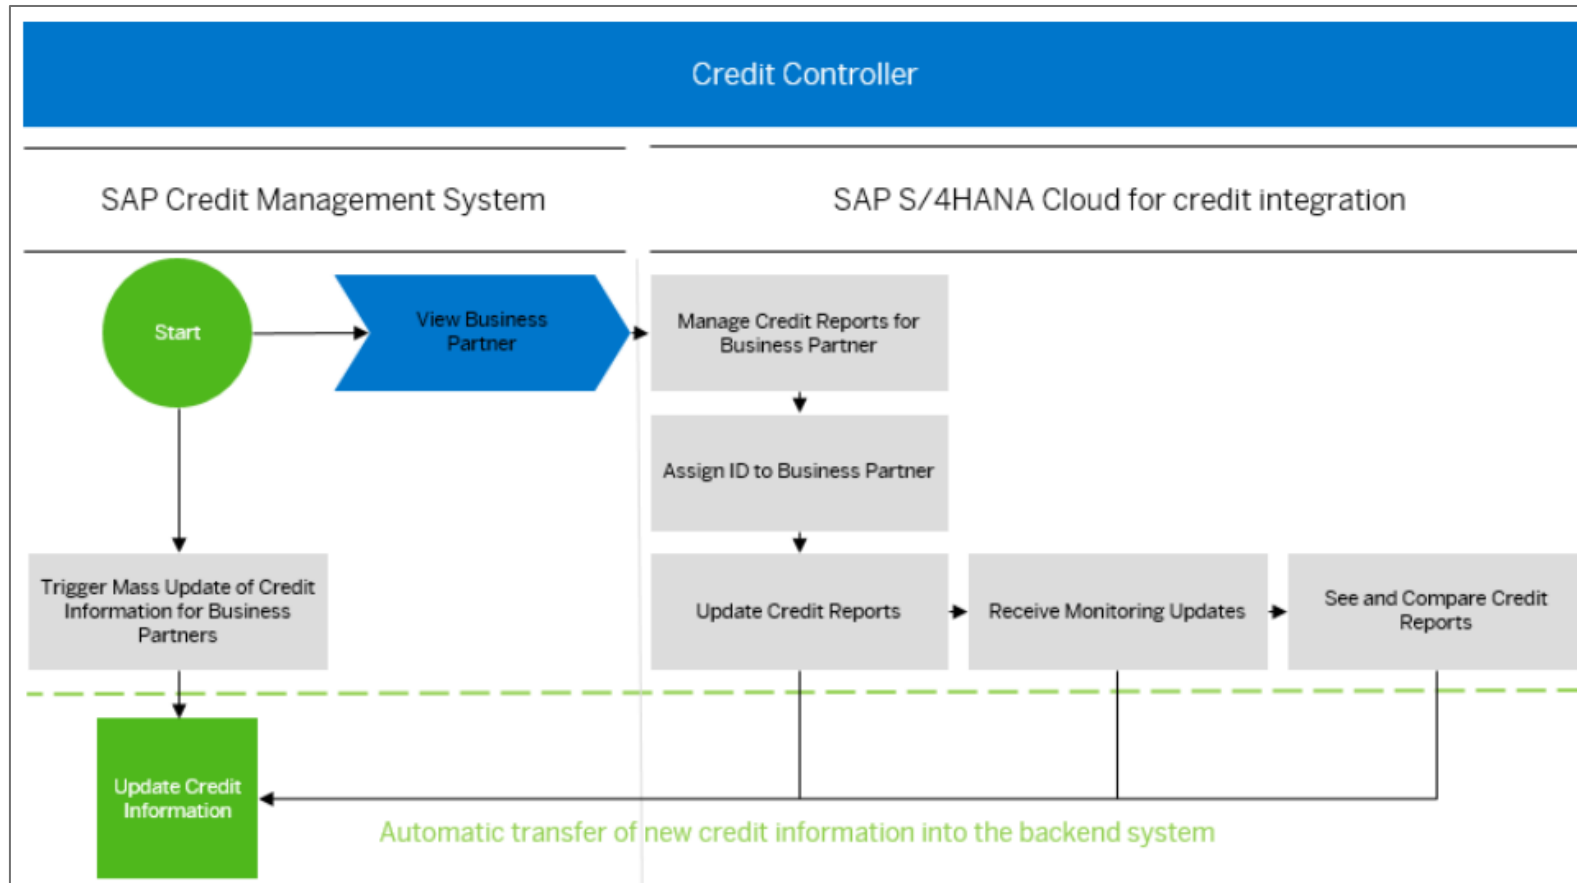 Credit Controller
SAP Credit Management System
SAP S/4HANA Cloud for credit integration
Start
View Business
Partner
Manage Credit Reports for
Business Partner
Assign ID to Business Partner
Trigger Mass Update of Credit
Information for Business
Partners
Update Credit Reports
Receive Monitoring Updates
See and Compare Credit
Reports
Update Credit
Information
Automatic transfer of new credit information into the backend system